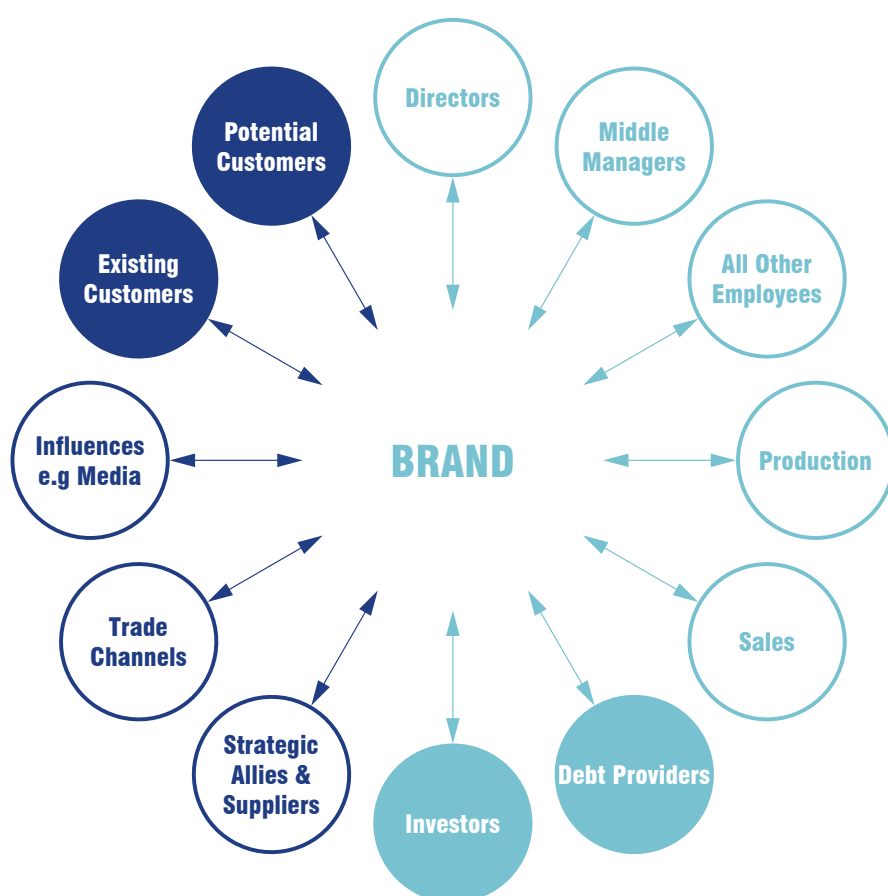 Directors
Potential
Customers
Middle
Managers
Existing
Customers
All Other
Employees
Influences
e.g Media
BRAND
Production
Trade
Channels
Sales
Strategic
Allies &
Suppliers
Debt Providers
Investors